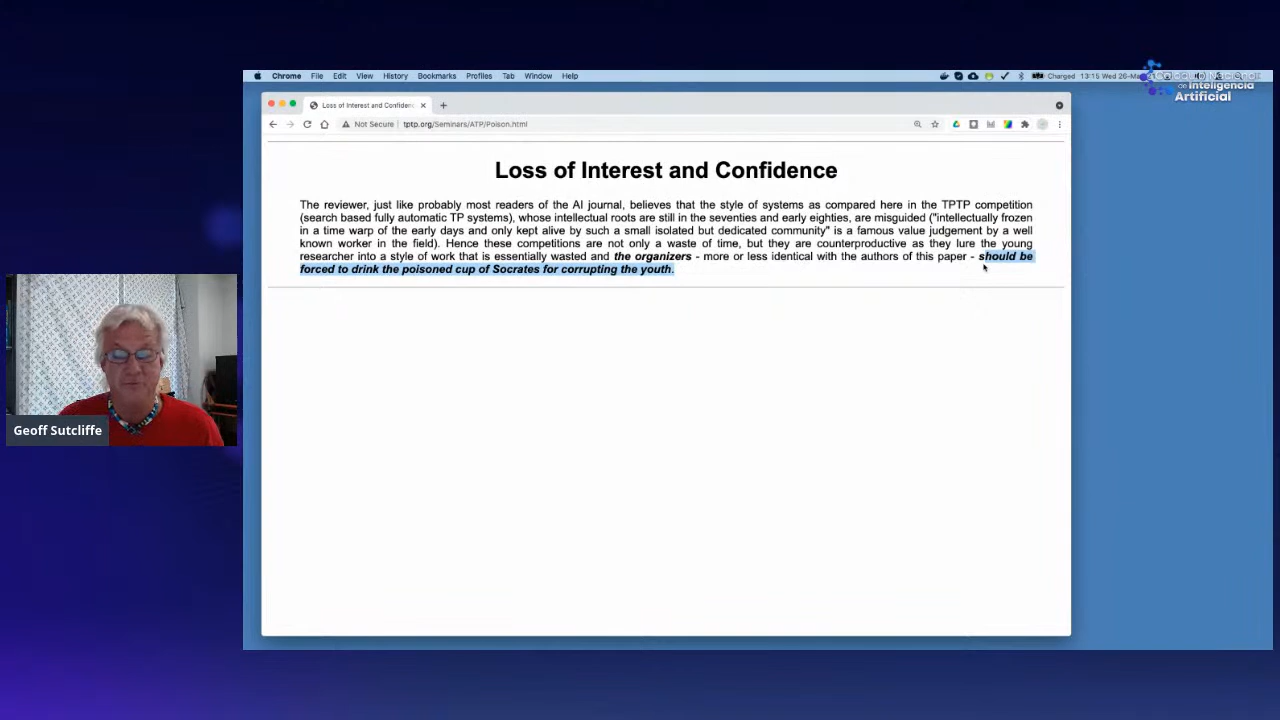 Chrome File Edit View History Bookmarks Profiles Tab Window Help
Charged 13:15 Wed 26-Ma
de Inteligencia
Artificial
Loss of Interest and Confidenc
Not Secure tptp.org/Seminars/ATP/Poison.html
Loss of Interest and Confidence
The reviewer, just like probably most readers of the AI journal, believes that the style of systems as compared here in the TPTP competition
(search based fully automatic TP systems), whose intellectual roots are still in the seventies and early eighties, are misguided ("intellectually frozen
in a time warp of the early days and only kept alive by such a small isolated but dedicated community" is a famous value judgement by a well
known worker in the field). Hence these competitions are not only a waste of time, but they are counterproductive as they lure the young
researcher into a style of work that is essentially wasted and the organizers - more or less identical with the authors of this paper - should be
forced to drink the poisoned cup of Socrates for corrupting the youth.
Geoff Sutcliffe